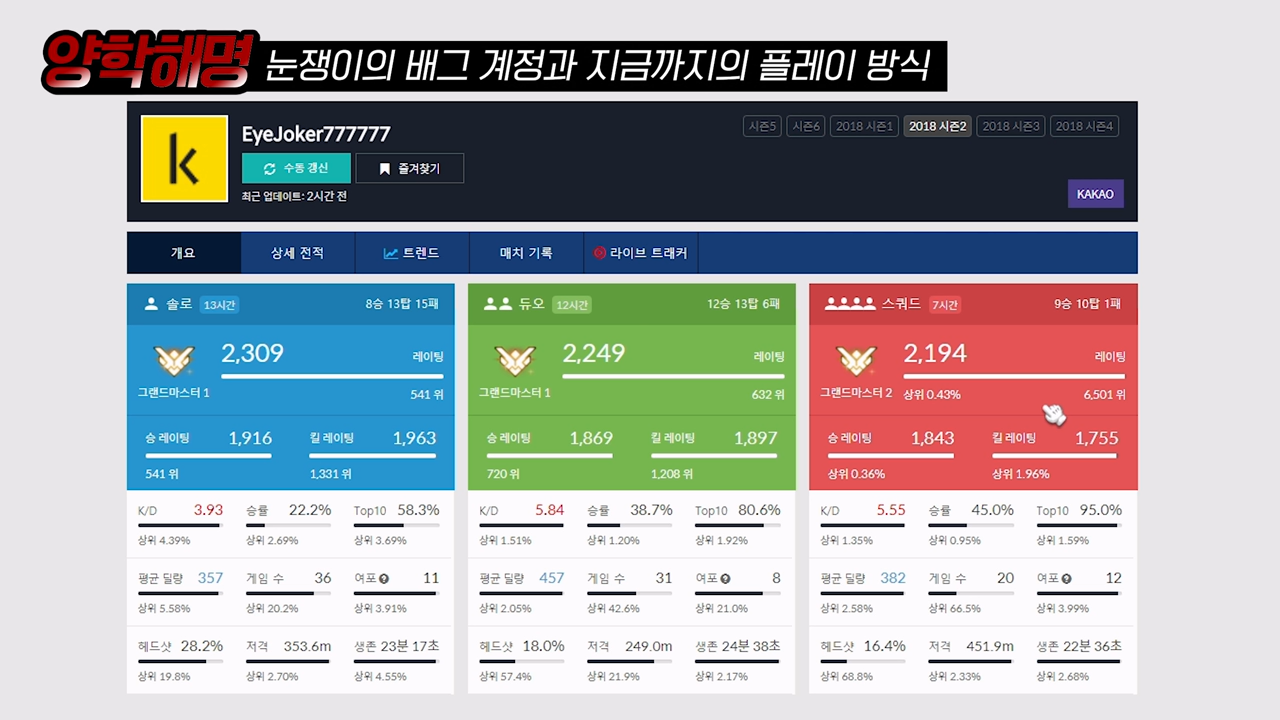 양학해명 눈쟁이의 배그 계정과 지금까지의 플레이 방식
k
EyeJoker777777
시즌5 시즌6 2018 시즌1 2018 시즌2 2018 시즌3 2018 시즌4
수동 갱신 즐겨찾기
최근 업데이트: 2시간 전
KAKAO
개요 상세 전적 트렌드 매치 기록 라이브 트래커
솔로 13시간 8승 13탑 15패
2,309 레이팅
그랜드마스터 1 541 위
승 레이팅 1,916 킬 레이팅 1,963
541 위 1,331 위
K/D 3.93 승률 22.2% Top10 58.3%
상위 4.39% 상위 2.69% 상위 3.69%
평균 딜량 357 게임 수 36 여포 11
상위 5.58% 상위 20.2% 상위 3.91%
헤드샷 28.2% 저격 353.6m 생존 23분 17초
상위 19.8% 상위 2.70% 상위 4.55%
듀오 12시간 12승 13탑 6패
2,249 레이팅
그랜드마스터 1 632 위
승 레이팅 1,869 킬 레이팅 1,897
720 위 1,208 위
K/D 5.84 승률 38.7% Top10 80.6%
상위 1.51% 상위 1.20% 상위 1.92%
평균 딜량 457 게임 수 31 여포 8
상위 2.05% 상위 42.6% 상위 21.0%
헤드샷 18.0% 저격 249.0m 생존 24분 38초
상위 57.4% 상위 21.9% 상위 2.17%
스쿼드 7시간 9승 10탑 1패
2,194 레이팅
그랜드마스터 2 상위 0.43% 6,501 위
승 레이팅 1,843 킬 레이팅 1,755
상위 0.36% 상위 1.96%
K/D 5.55 승률 45.0% Top10 95.0%
상위 1.35% 상위 0.95% 상위 1.59%
평균 딜량 382 게임 수 20 여포 12
상위 2.58% 상위 66.5% 상위 3.99%
헤드샷 16.4% 저격 451.9m 생존 22분 36초
상위 68.8% 상위 2.33% 상위 2.68%